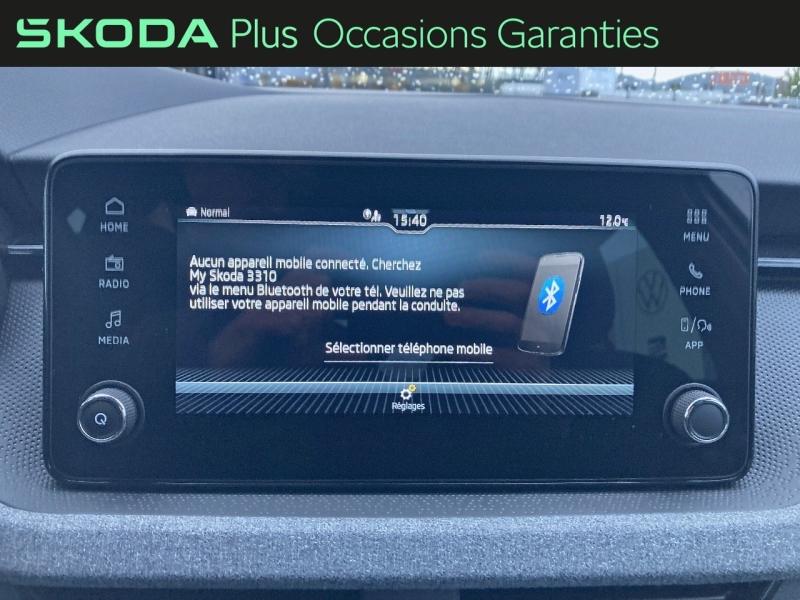 SKODA Plus Occasions Garanties
Normal
15:40
12.0°C
HOME
RADIO
MEDIA
MENU
PHONE
APP
Aucun appareil mobile connecté. Cherchez
My Skoda 3310
via le menu Bluetooth de votre tél. Veuillez ne pas
utiliser votre appareil mobile pendant la conduite.
Sélectionner téléphone mobile
Réglages